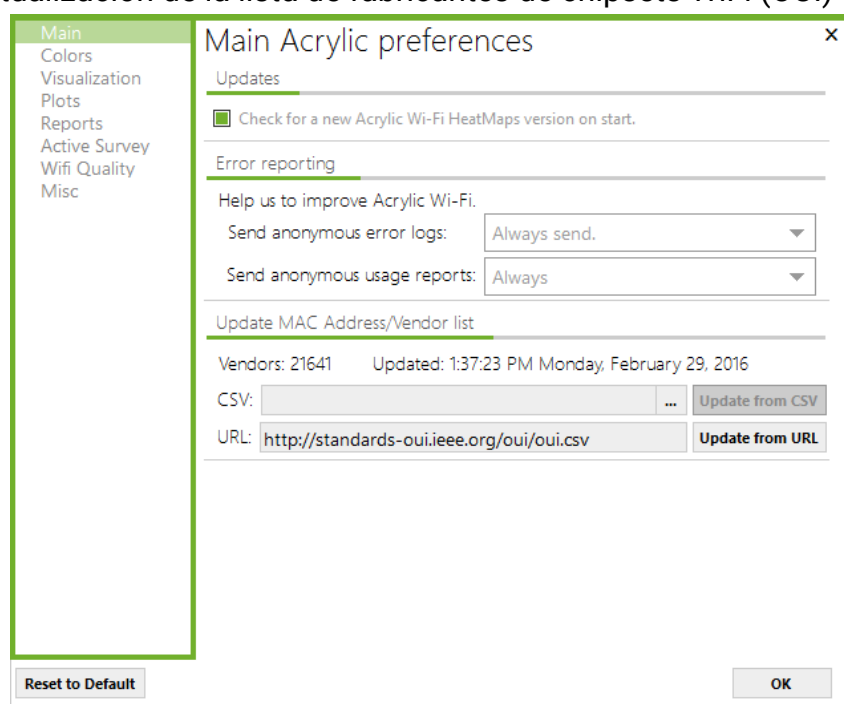 de la lista de fabricantes de chipsets WiFi (OUI)
Main
Colors
Visualization
Plots
Reports
Active Survey
Wifi Quality
Misc
Main Acrylic preferences
x
Updates
Check for a new Acrylic Wi-Fi HeatMaps version on start.
Error reporting
Help us to improve Acrylic Wi-Fi.
Send anonymous error logs: Always send.
Send anonymous usage reports: Always
Update MAC Address/Vendor list
Vendors: 21641 Updated: 1:37:23 PM Monday, February 29, 2016
CSV: ... Update from CSV
URL: http://standards-oui.ieee.org/oui/oui.csv Update from URL
Reset to Default
OK